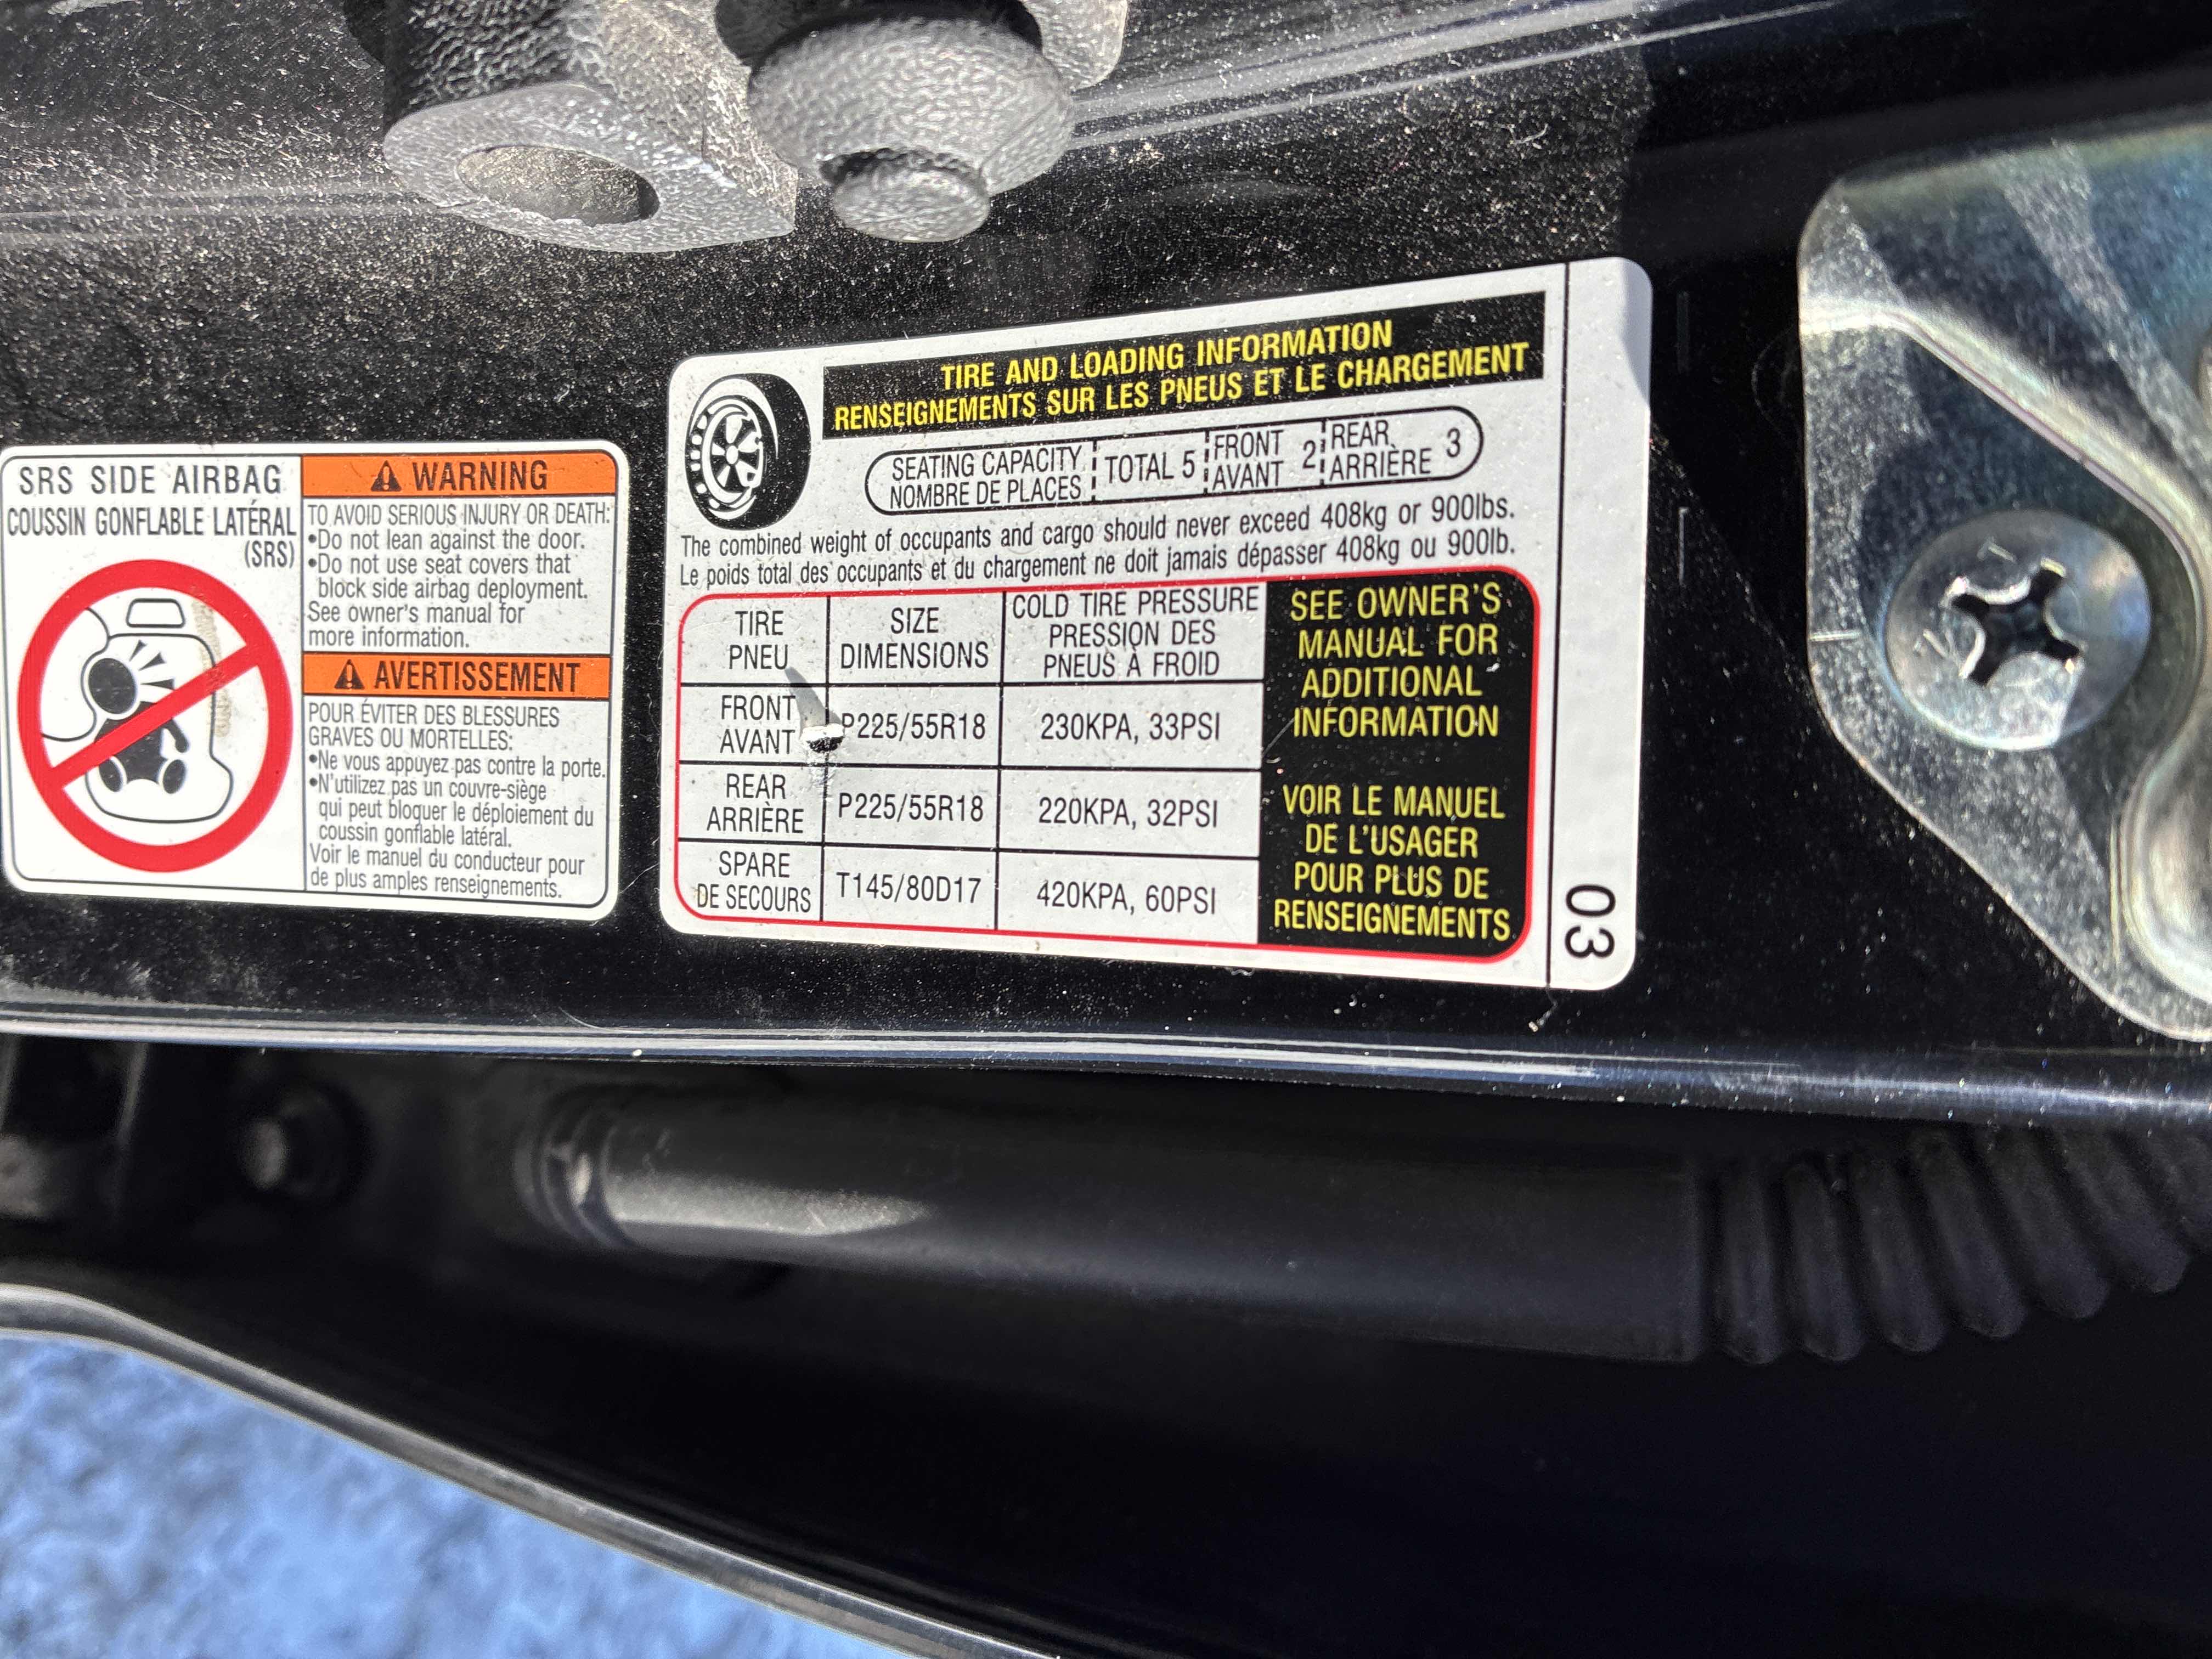 SRS SIDE AIRBAG
COUSSIN GONFLABLE LATÉRAL
(SRS)
WARNING
TO AVOID SERIOUS INJURY OR DEATH:
•Do not lean against the door.
•Do not use seat covers that
block side airbag deployment.
See owner's manual for
more information.
AVERTISSEMENT
POUR ÉVITER DES BLESSURES
GRAVES OU MORTELLES:
•Ne vous appuyez pas contre la porte.
•N'utilizez pas un couvre-siège
qui peut bloquer le déploiement du
coussin gonflable latéral.
Voir le manuel du conducteur pour
de plus amples renseignements.
TIRE AND LOADING INFORMATION
RENSEIGNEMENTS SUR LES PNEUS ET LE CHARGEMENT
SEATING CAPACITY
NOMBRE DE PLACES
TOTAL 5
FRONT
AVANT 2
REAR
ARRIÈRE 3
The combined weight of occupants and cargo should never exceed 408kg or 900lbs.
Le poids total des occupants et du chargement ne doit jamais dépasser 408kg ou 900lb.
TIRE
PNEU
SIZE
DIMENSIONS
COLD TIRE PRESSURE
PRESSION DES
PNEUS À FROID
FRONT
AVANT
P225/55R18
230KPA, 33PSI
REAR
ARRIÈRE
P225/55R18
220KPA, 32PSI
SPARE
DE SECOURS
T145/80D17
420KPA, 60PSI
SEE OWNER'S
MANUAL FOR
ADDITIONAL
INFORMATION
VOIR LE MANUEL
DE L'USAGER
POUR PLUS DE
RENSEIGNEMENTS
03